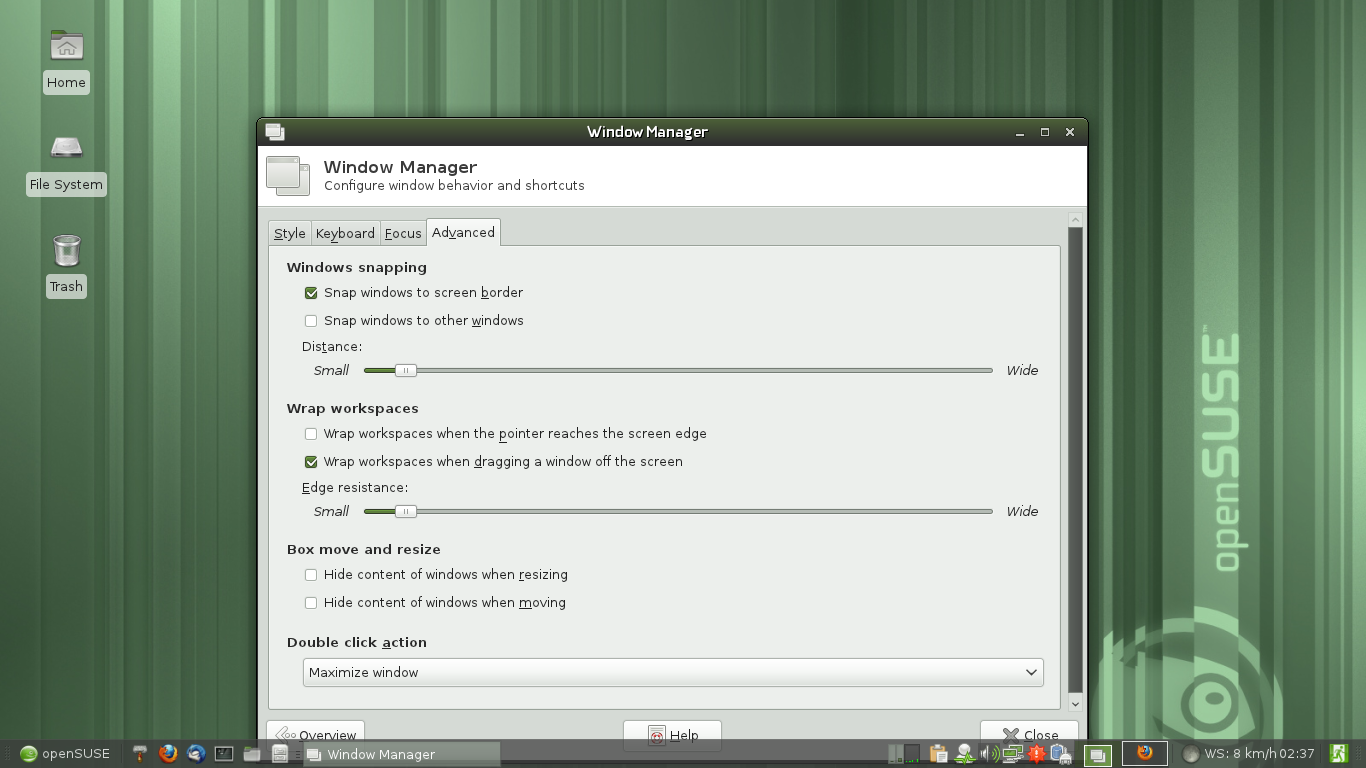 Home
File System
Trash
Window Manager
Window Manager
Configure window behavior and shortcuts
Style Keyboard Focus Advanced
Windows snapping
Snap windows to screen border
Snap windows to other windows
Distance:
Small Wide
Wrap workspaces
Wrap workspaces when the pointer reaches the screen edge
Wrap workspaces when dragging a window off the screen
Edge resistance:
Small Wide
Box move and resize
Hide content of windows when resizing
Hide content of windows when moving
Double click action
Maximize window
Overview Help Close
openSUSE™
openSUSE Window Manager WS: 8 km/h 02:37